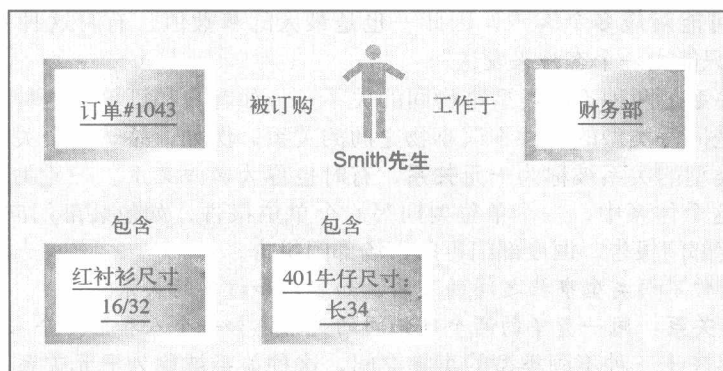 订单#1043
被订购
工作于
财务部
Smith先生
包含
包含
红衬衫尺寸
16/32
401牛仔尺寸：
长34